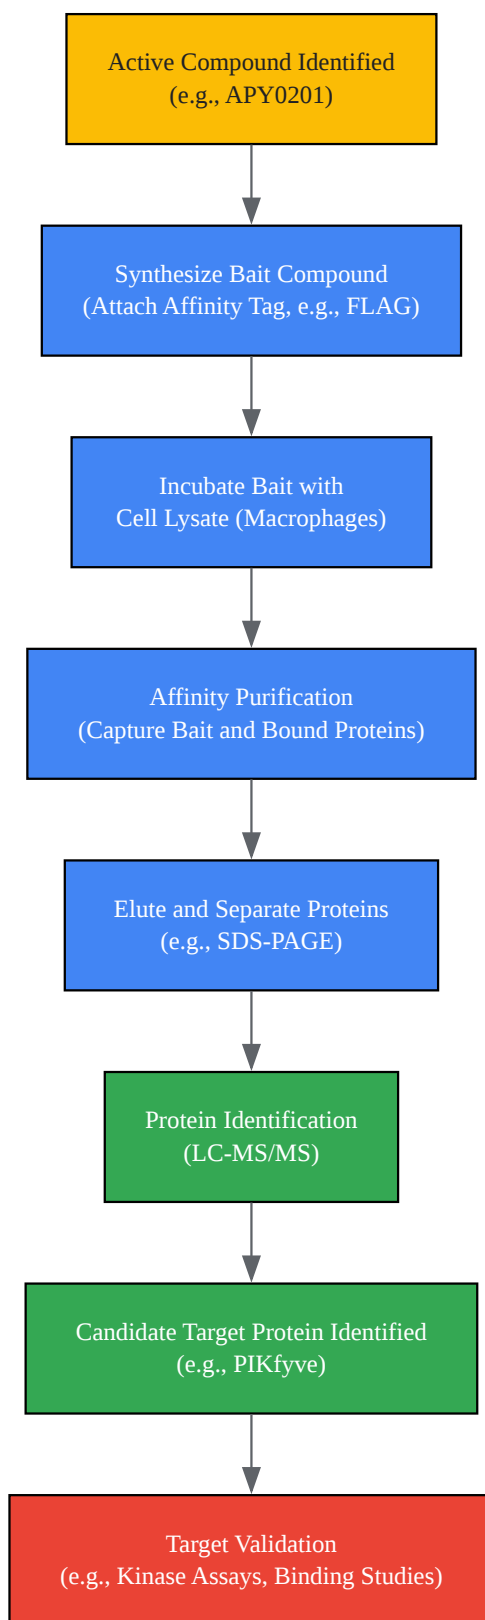 Active Compound Identified
(e.g., APY0201)
Synthesize Bait Compound
(Attach Affinity Tag, e.g., FLAG)
Incubate Bait with
Cell Lysate (Macrophages)
Affinity Purification
(Capture Bait and Bound Proteins)
Elute and Separate Proteins
(e.g., SDS-PAGE)
Protein Identification
(LC-MS/MS)
Candidate Target Protein Identified
(e.g., PIKfyve)
Target Validation
(e.g., Kinase Assays, Binding Studies)